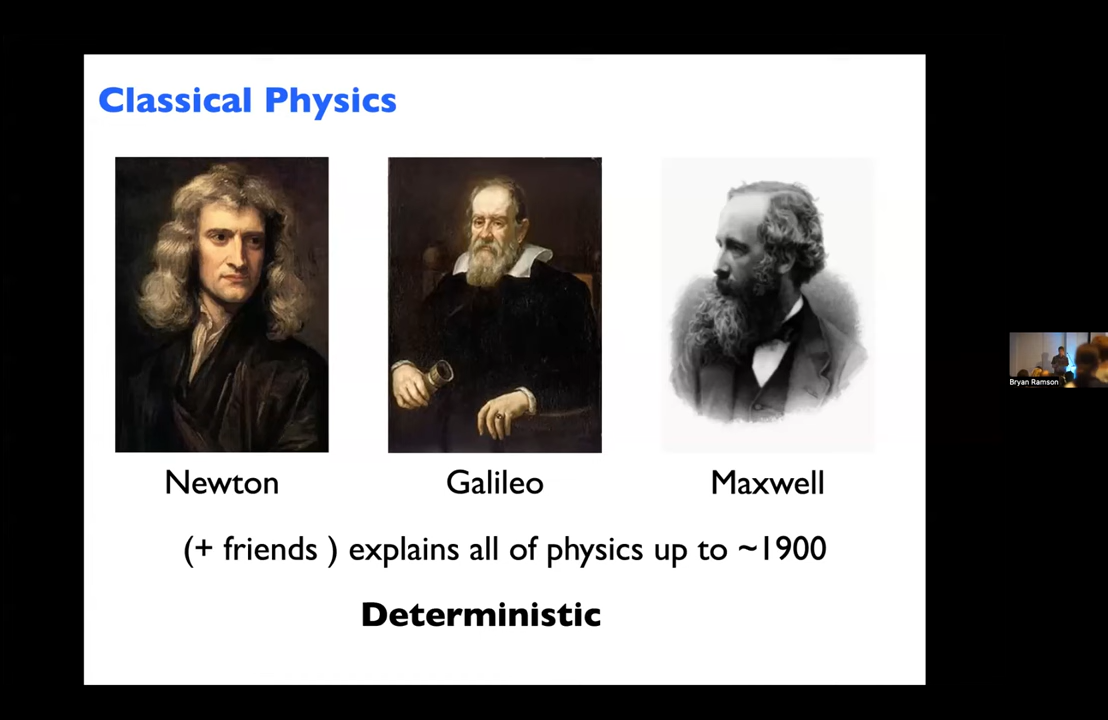 Classical Physics
Newton
Galileo
Maxwell
(+ friends ) explains all of physics up to ~1900
Deterministic
Bryan Ramson